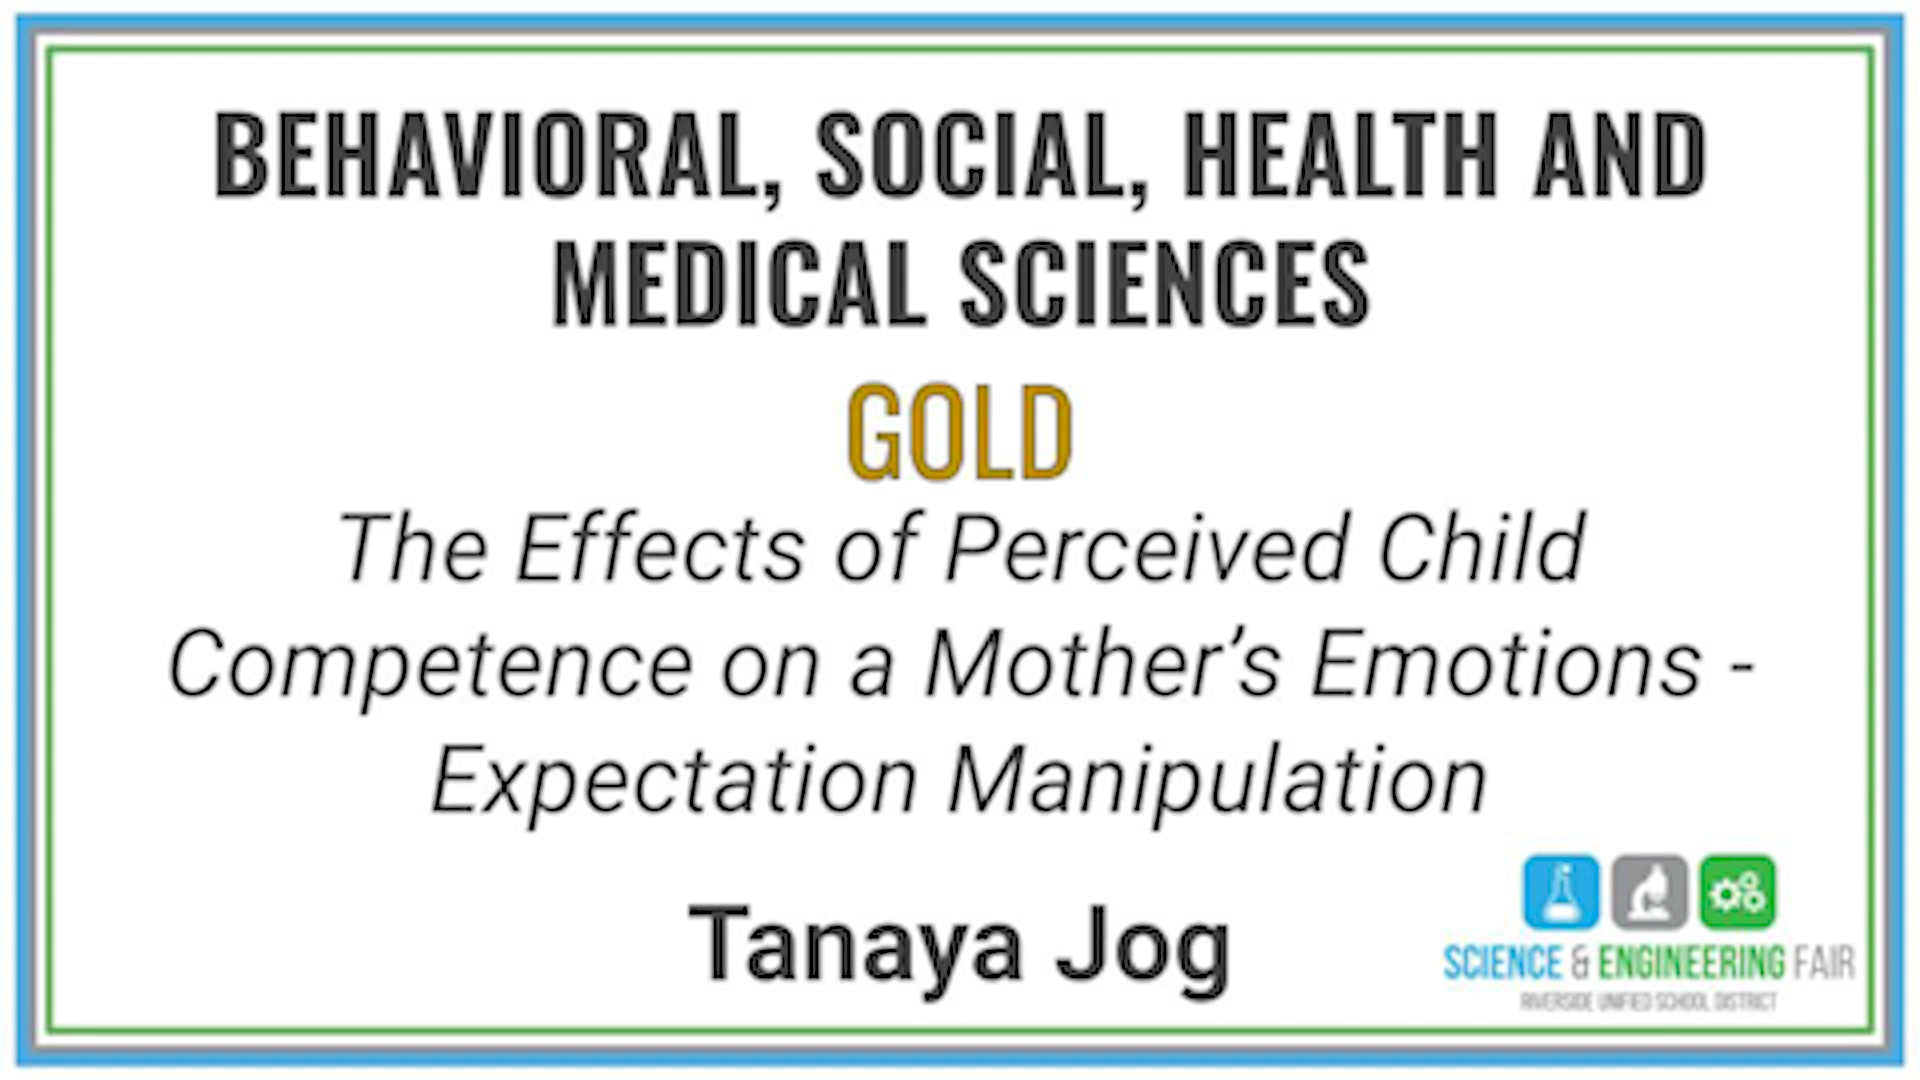 BEHAVIORAL, SOCIAL, HEALTH AND
MEDICAL SCIENCES
GOLD
The Effects of Perceived Child
Competence on a Mother’s Emotions -
Expectation Manipulation
Tanaya Jog
SCIENCE & ENGINEERING FAIR
RIVERSIDE UNIFIED SCHOOL DISTRICT